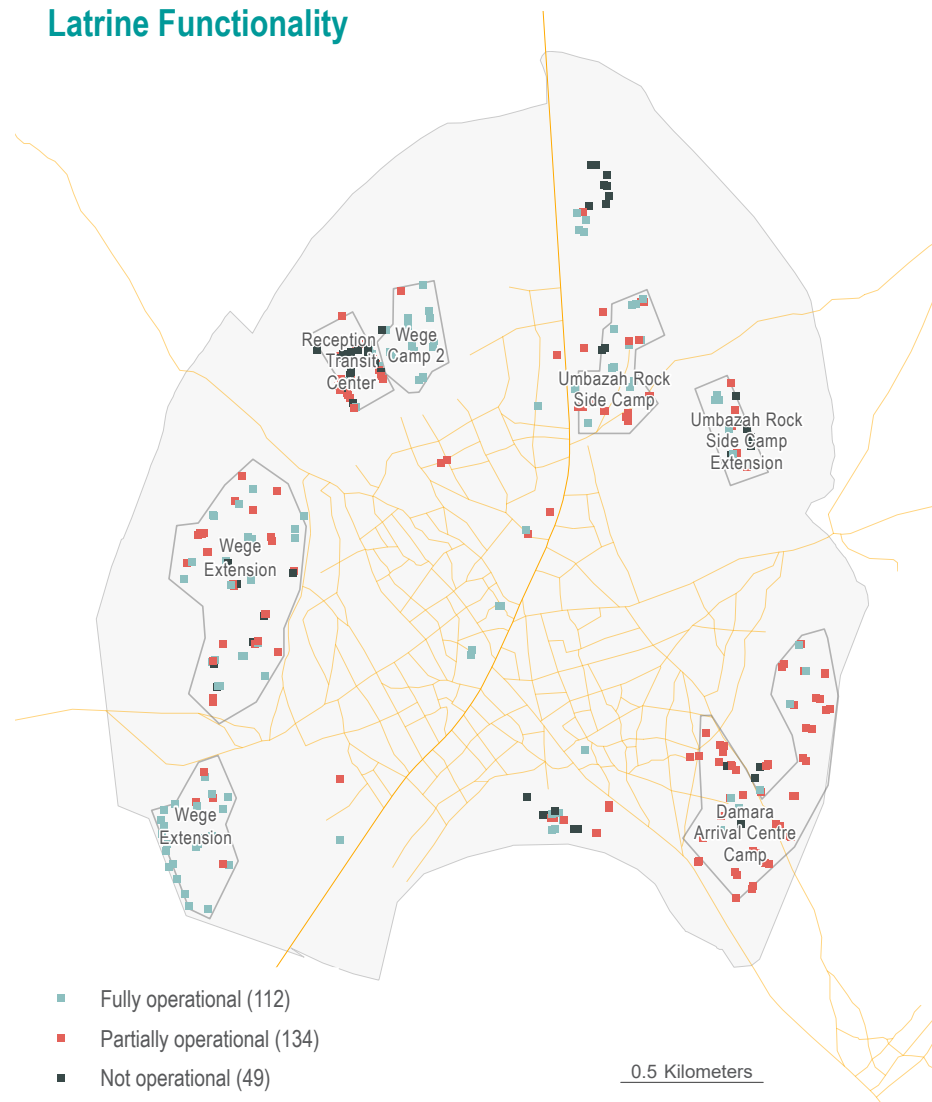 Latrine Functionality
Reception
Transit
Center
Wege
Camp 2
Umbazah Rock
Side Camp
Umbazah Rock
Side Camp
Extension
Wege
Extension
Wege
Extension
Damara
Arrival Centre
Camp
Fully operational (112)
Partially operational (134)
Not operational (49)
0.5 Kilometers